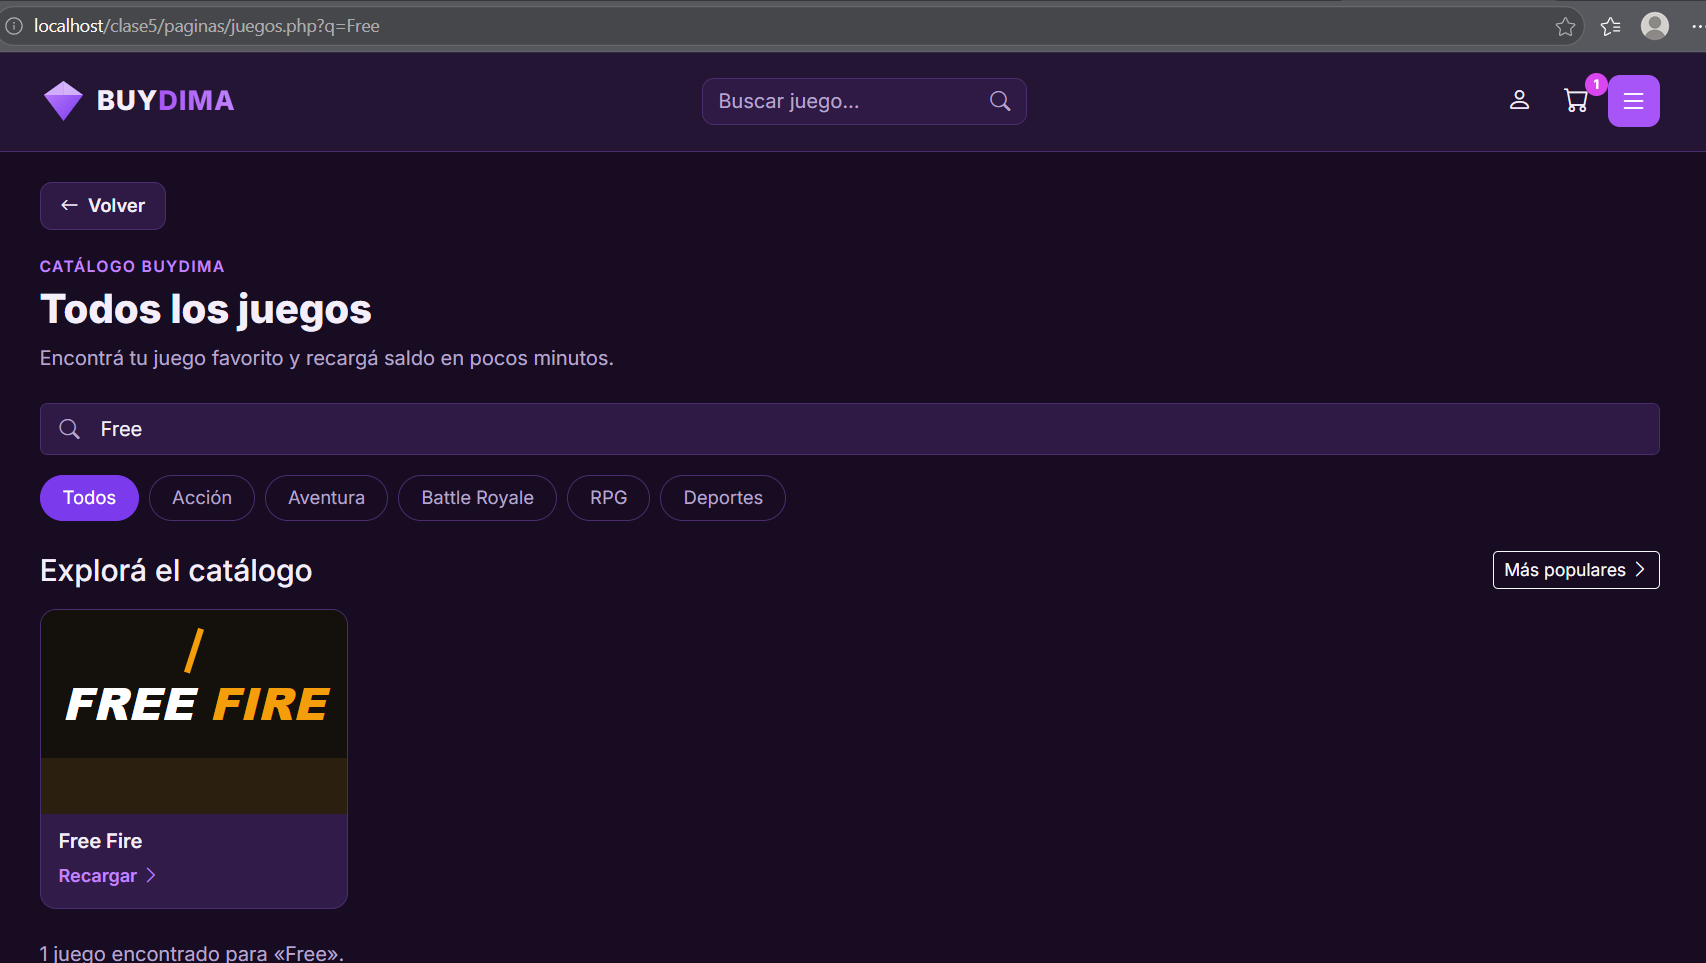 localhost/clase5/paginas/juegos.php?q=Free
BUYDIMA
Buscar juego...
1
Volver
CATÁLOGO BUYDIMA
Todos los juegos
Encontrá tu juego favorito y recargá saldo en pocos minutos.
Free
Todos
Acción
Aventura
Battle Royale
RPG
Deportes
Explorá el catálogo
Más populares
FREE FIRE
Free Fire
Recargar
1 juego encontrado para «Free».